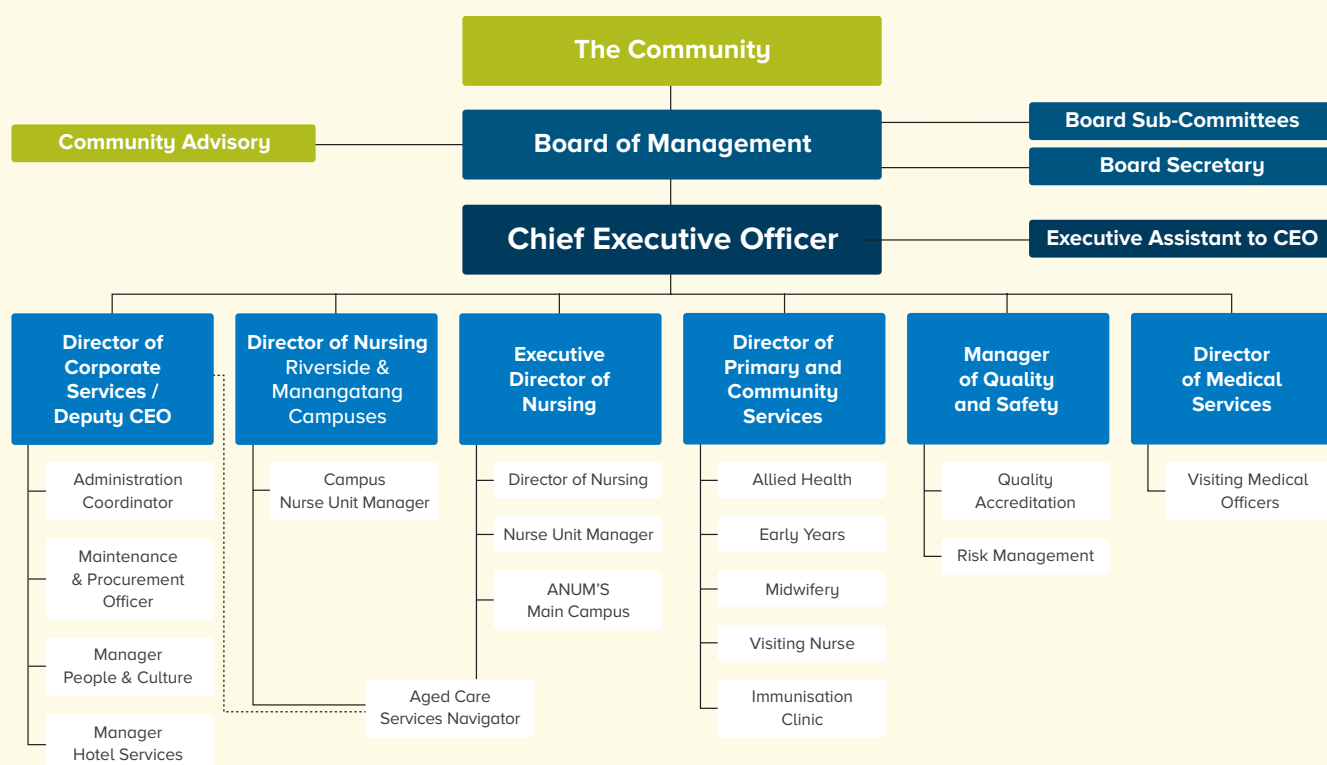 The Community
Community Advisory
Board of Management
Board Sub-Committees
Board Secretary
Chief Executive Officer
Executive Assistant to CEO
Director of
Corporate
Services /
Deputy CEO
Administration
Coordinator
Maintenance
& Procurement
Officer
Manager
People & Culture
Manager
Hotel Services
Director of Nursing
Riverside &
Manangatang
Campuses
Campus
Nurse Unit Manager
Executive
Director of
Nursing
Director of Nursing
Nurse Unit Manager
ANUM'S
Main Campus
Aged Care
Services Navigator
Director of
Primary and
Community
Services
Allied Health
Early Years
Midwifery
Visiting Nurse
Immunisation
Clinic
Manager
of Quality
and Safety
Quality
Accreditation
Risk Management
Director
of Medical
Services
Visiting Medical
Officers